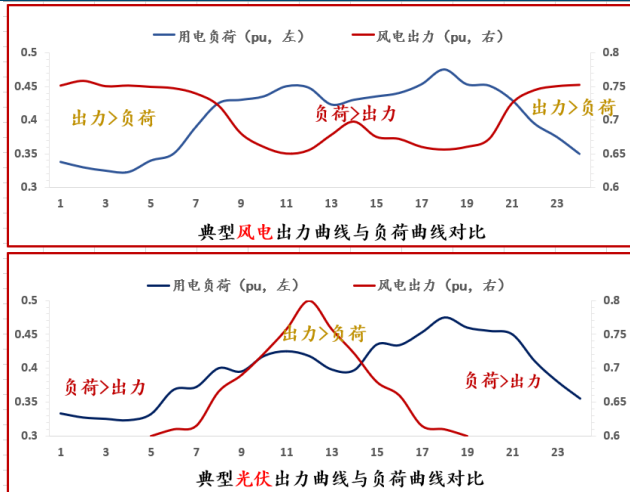 用电负荷（pu，左） 风电出力（pu，右）
0.5 0.8
0.45 0.75
出力>负荷 负荷>出力 出力>负荷
0.4 0.7
0.35 0.65
0.3 0.6
1 3 5 7 9 11 13 15 17 19 21 23
典型风电出力曲线与负荷曲线对比
用电负荷（pu，左） 风电出力（pu，右）
0.5 0.8
0.45 0.75
出力>负荷
0.4 0.7
负荷>出力 负荷>出力
0.35 0.65
0.3 0.6
1 3 5 7 9 11 13 15 17 19 21 23
典型光伏出力曲线与负荷曲线对比